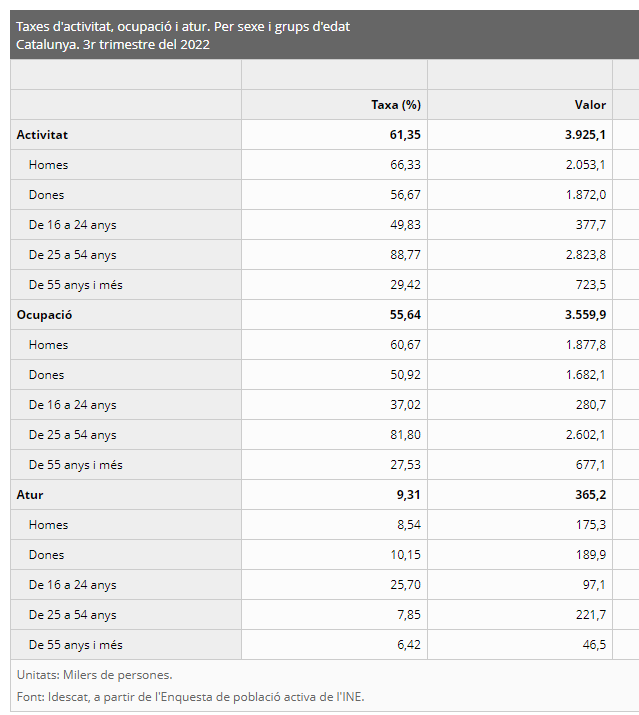 Taxes d'activitat, ocupació i atur. Per sexe i grups d'edat
Catalunya. 3r trimestre del 2022
Taxa (%) Valor
Activitat 61,35 3.925,1
Homes 66,33 2.053,1
Dones 56,67 1.872,0
De 16 a 24 anys 49,83 377,7
De 25 a 54 anys 88,77 2.823,8
De 55 anys i més 29,42 723,5
Ocupació 55,64 3.559,9
Homes 60,67 1.877,8
Dones 50,92 1.682,1
De 16 a 24 anys 37,02 280,7
De 25 a 54 anys 81,80 2.602,1
De 55 anys i més 27,53 677,1
Atur 9,31 365,2
Homes 8,54 175,3
Dones 10,15 189,9
De 16 a 24 anys 25,70 97,1
De 25 a 54 anys 7,85 221,7
De 55 anys i més 6,42 46,5
Unitats: Milers de persones.
Font: Idescat, a partir de l'Enquesta de població activa de l'INE.